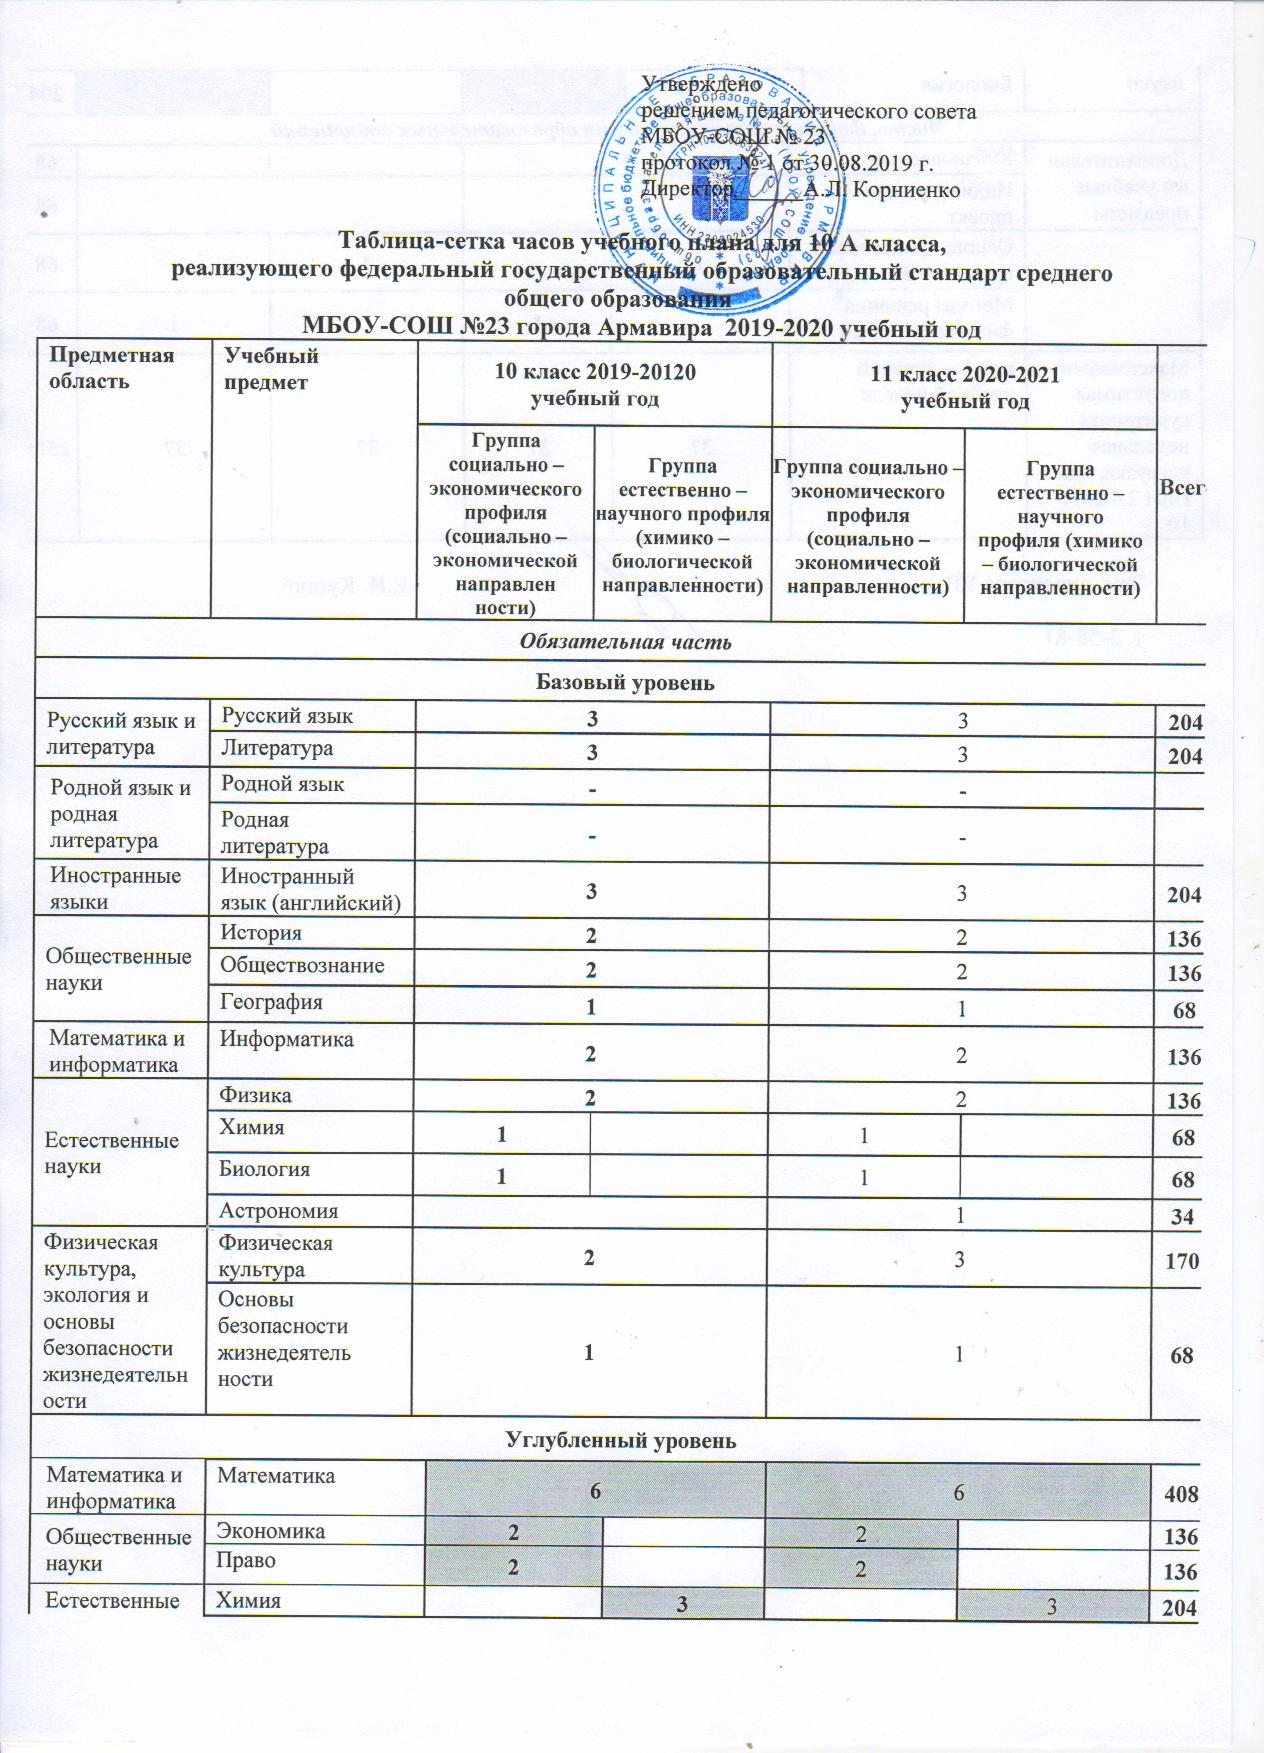 Утверждено
решением педагогического совета
МБОУ-СОШ № 23
протокол № 1 от 30.08.2019 г.
Директор_______А.Л. Корниенко
Таблица-сетка часов учебного плана для 10 А класса,
реализующего федеральный государственный образовательный стандарт среднего
общего образования
МБОУ-СОШ №23 города Армавира 2019-2020 учебный год
Предметная область | Учебный предмет | 10 класс 2019-20120 учебный год | 11 класс 2020-2021 учебный год | Всег
Группа социально – экономического профиля (социально – экономической направлен ности) | Группа естественно – научного профиля (химико – биологической направленности) | Группа социально – экономического профиля (социально – экономической направленности) | Группа естественно – научного профиля (химико – биологической направленности)
Обязательная часть
Базовый уровень
Русский язык и литература | Русский язык | 3 | 3 | 204
Литература | 3 | 3 | 204
Родной язык и родная литература | Родной язык | - | -
Родная литература | - | -
Иностранные языки | Иностранный язык (английский) | 3 | 3 | 204
Общественные науки | История | 2 | 2 | 136
Обществознание | 2 | 2 | 136
География | 1 | 1 | 68
Математика и информатика | Информатика | 2 | 2 | 136
Естественные науки | Физика | 2 | 2 | 136
Химия | 1 | | 1 | | 68
Биология | 1 | | 1 | | 68
Астрономия | | 1 | 34
Физическая культура, экология и основы безопасности жизнедеятельн ости | Физическая культура | 2 | 3 | 170
Основы безопасности жизнедеятель ности | 1 | 1 | 68
Углубленный уровень
Математика и информатика | Математика | 6 | 6 | 408
Общественные науки | Экономика | 2 | | 2 | | 136
Право | 2 | | 2 | | 136
Естественные | Химия | | 3 | | 3 | 204